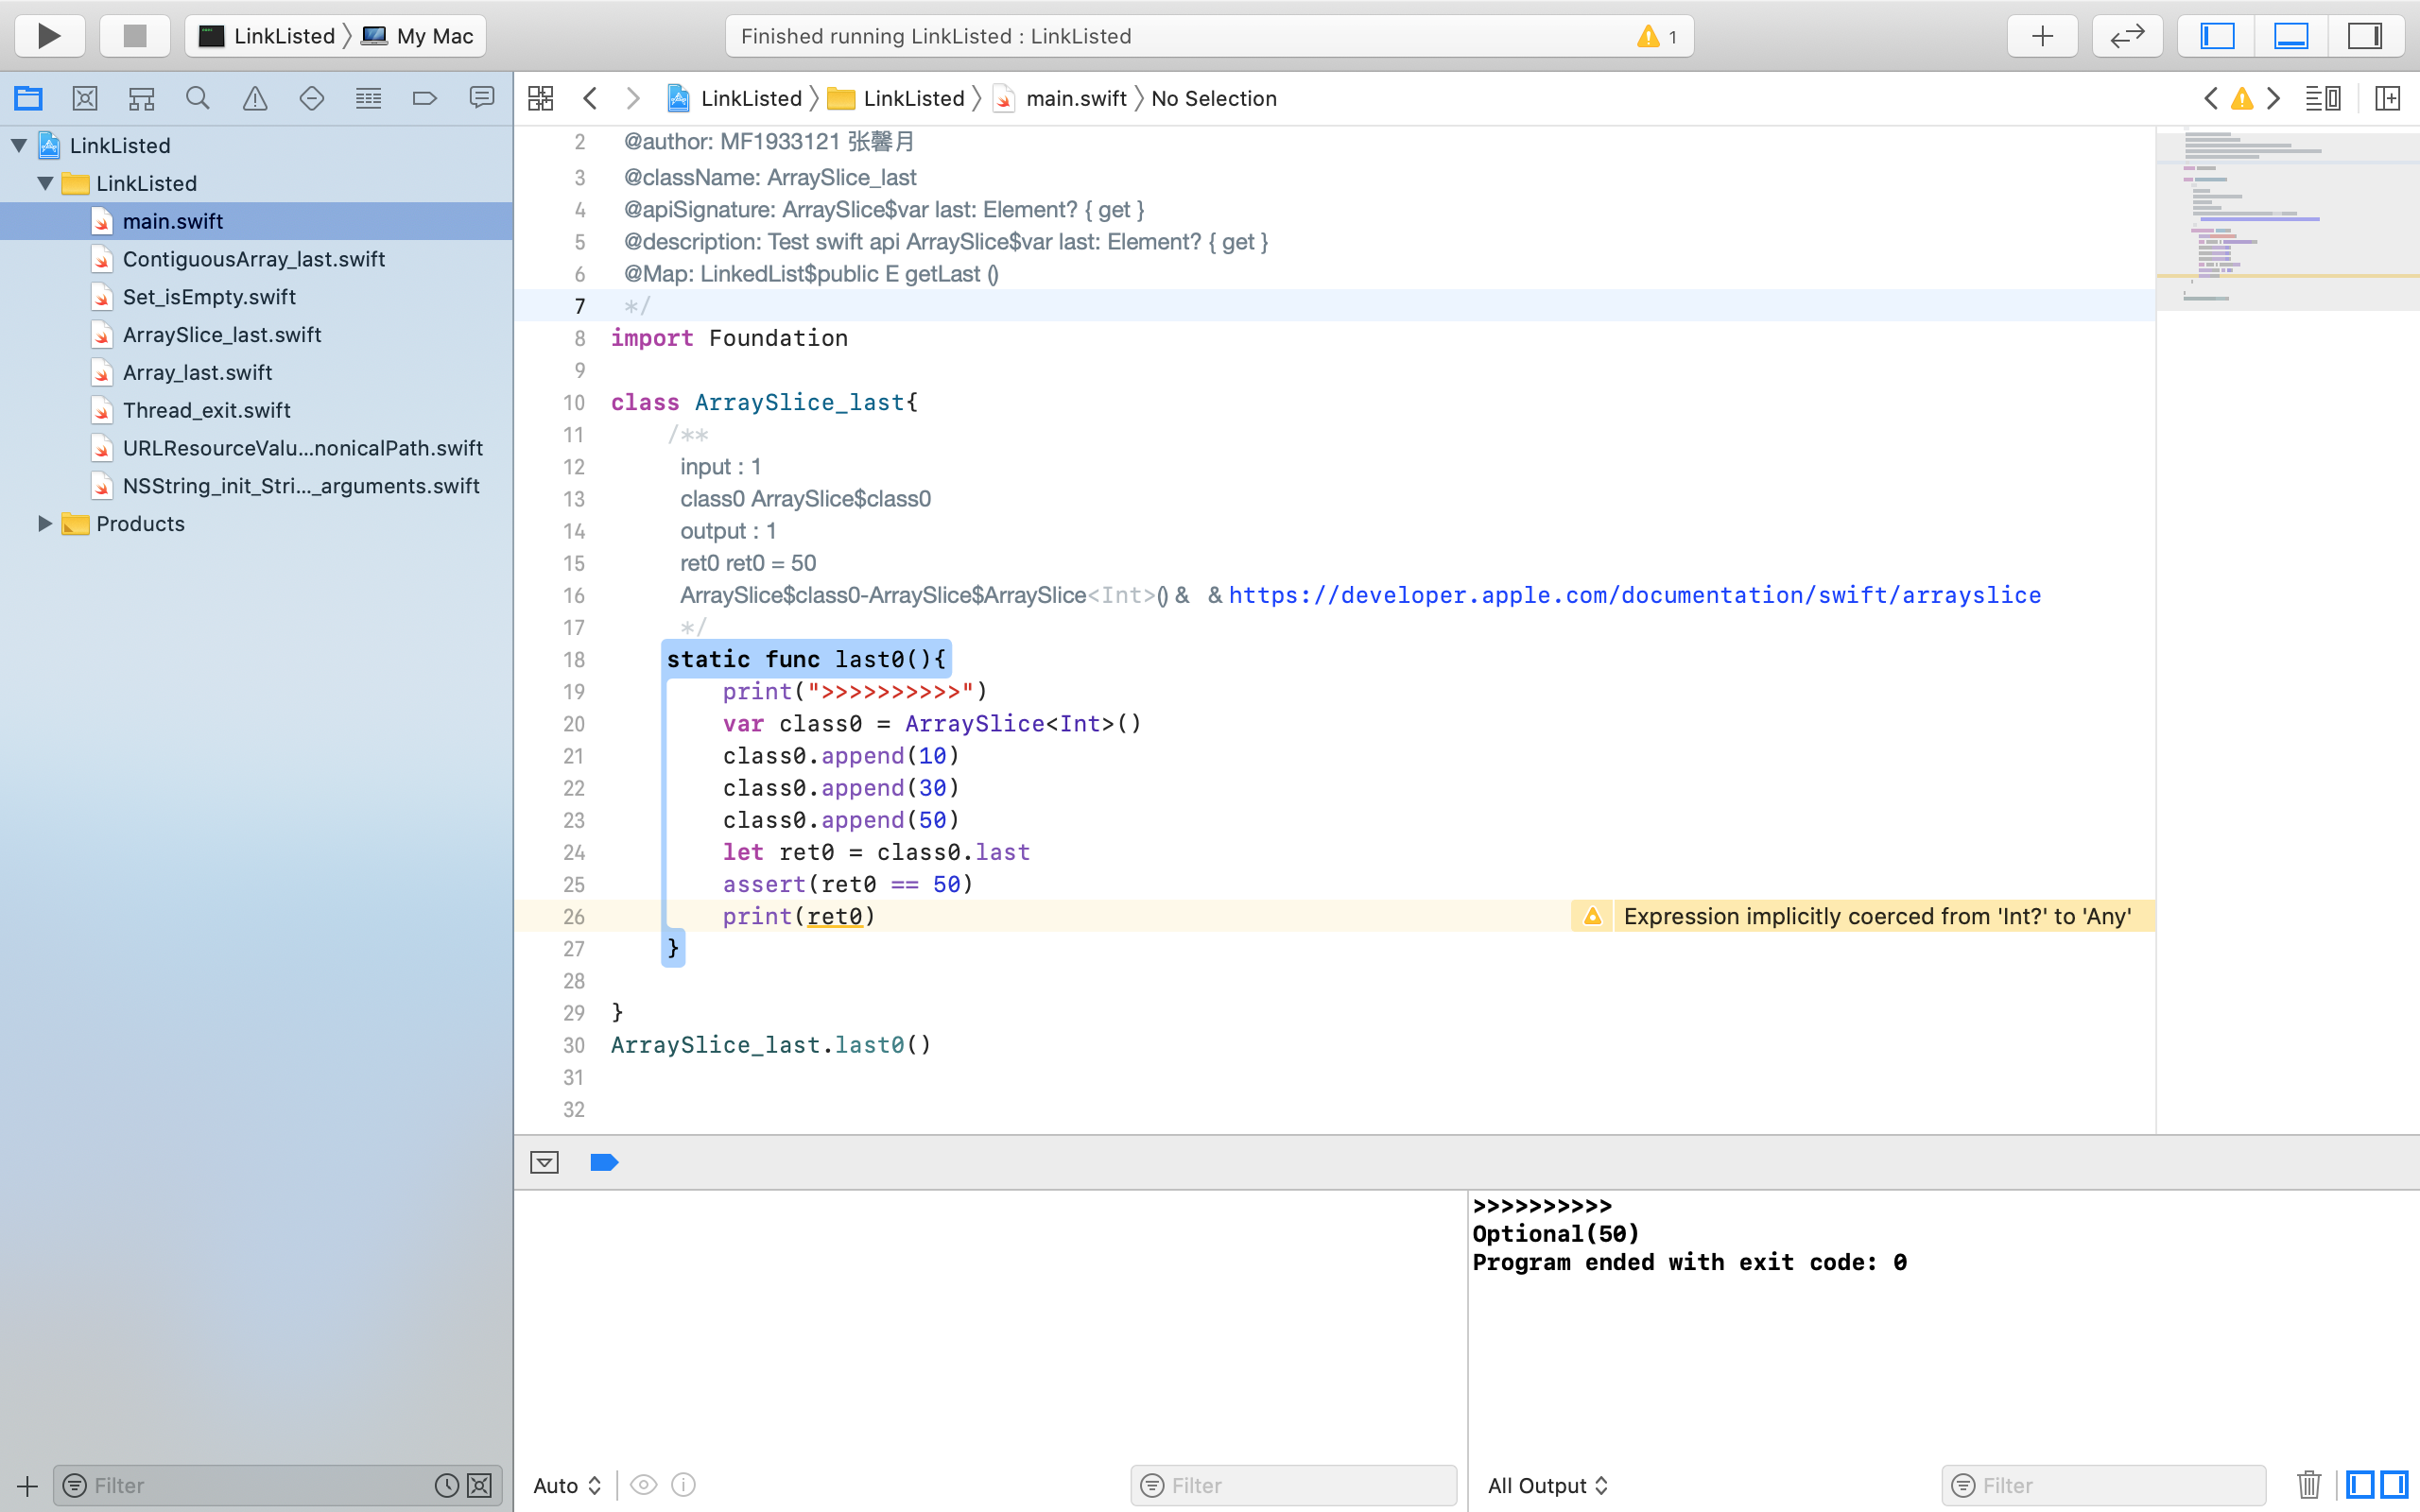 LinkListed 〉 My Mac
Finished running LinkListed : LinkListed
1
LinkListed 〉 LinkListed 〉 main.swift 〉 No Selection
LinkListed
LinkListed
main.swift
ContiguousArray_last.swift
Set_isEmpty.swift
ArraySlice_last.swift
Array_last.swift
Thread_exit.swift
URLResourceValu...nonicalPath.swift
NSString_init_Stri..._arguments.swift
Products
Filter
2 @author: MF1933121 张馨月
3 @className: ArraySlice_last
4 @apiSignature: ArraySlice$var last: Element? { get }
5 @description: Test swift api ArraySlice$var last: Element? { get }
6 @Map: LinkedList$public E getLast ()
7 */
8 import Foundation
9
10 class ArraySlice_last{
11 /**
12 input : 1
13 class0 ArraySlice$class0
14 output : 1
15 ret0 ret0 = 50
16 ArraySlice$class0-ArraySlice$ArraySlice<Int>() & & https://developer.apple.com/documentation/swift/arrayslice
17 */
18 static func last0(){
19 print(">>>>>>>>>>")
20 var class0 = ArraySlice<Int>()
21 class0.append(10)
22 class0.append(30)
23 class0.append(50)
24 let ret0 = class0.last
25 assert(ret0 == 50)
26 print(ret0) Expression implicitly coerced from 'Int?' to 'Any'
27 }
28
29 }
30 ArraySlice_last.last0()
31
32
>>>>>>>>>>
Optional(50)
Program ended with exit code: 0
Auto
Filter
All Output
Filter